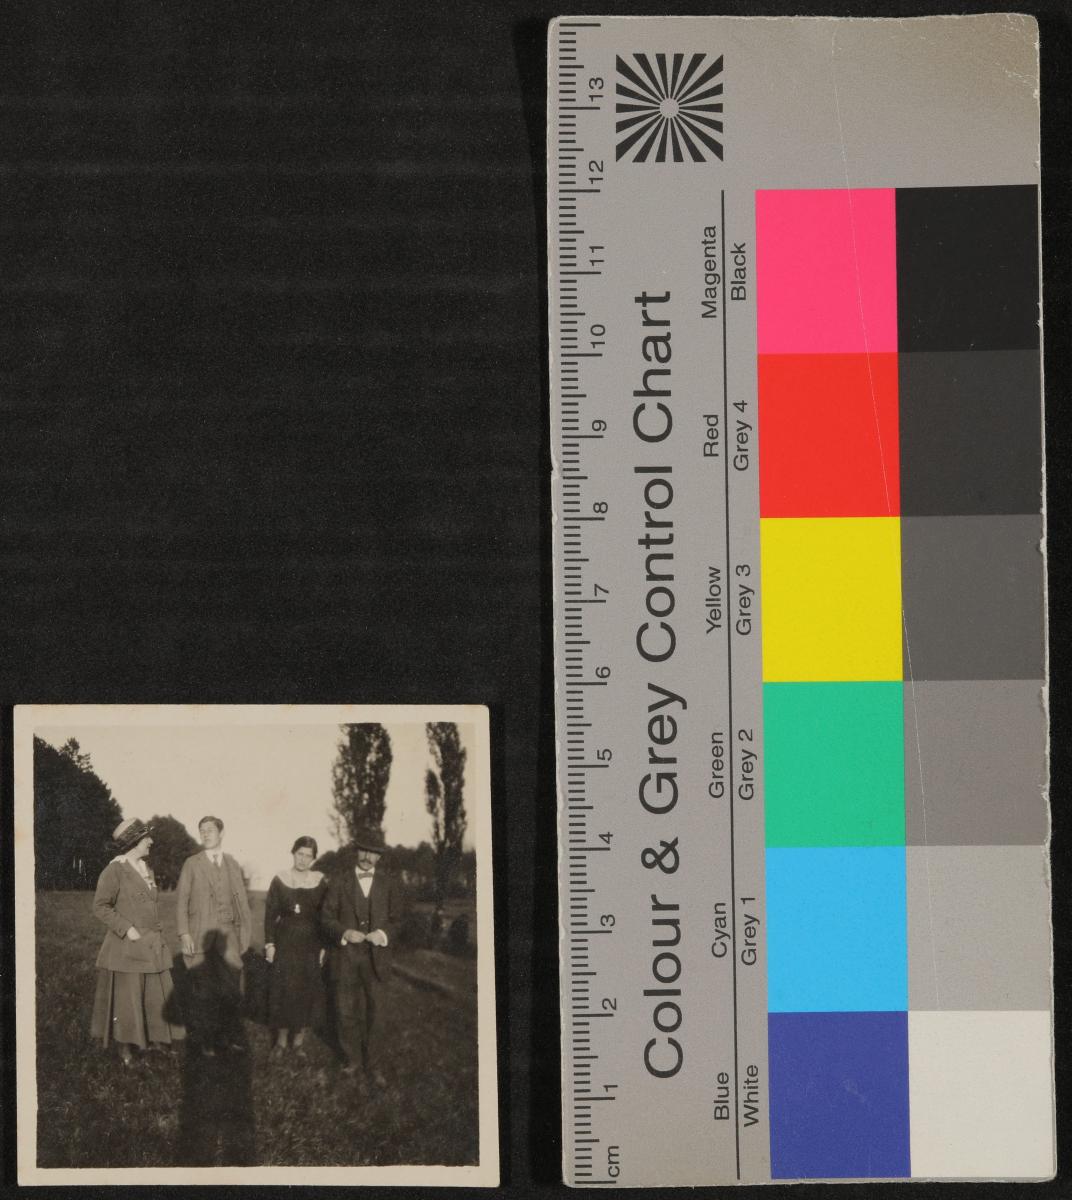 Colour & Grey Control Chart
Blue Cyan Green Yellow Red Magenta
White Grey 1 Grey 2 Grey 3 Grey 4 Black
cm 1 2 3 4 5 6 7 8 9 10 11 12 13